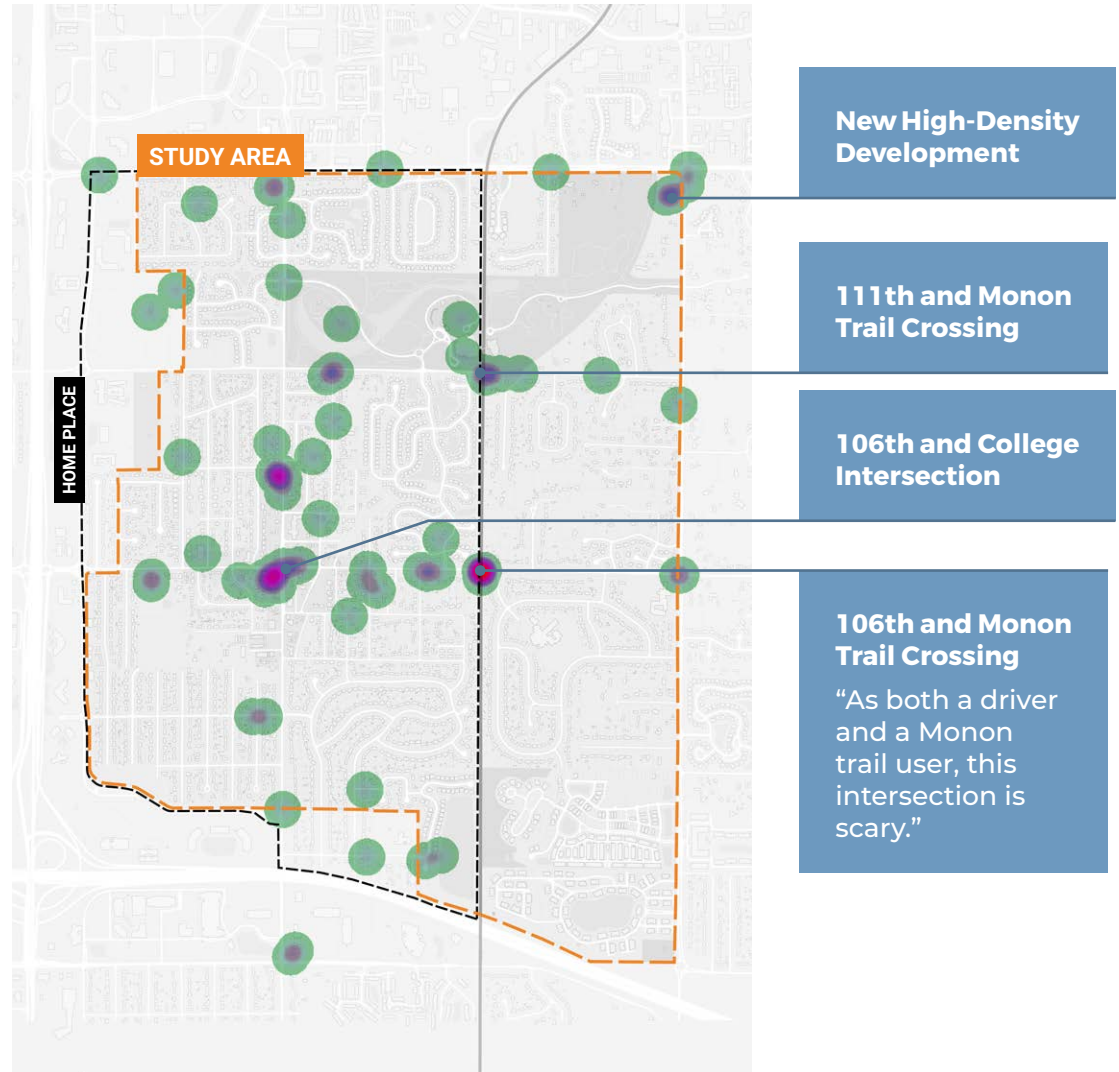 STUDY AREA
HOME PLACE
New High-Density
Development
111th and Monon
Trail Crossing
106th and College
Intersection
106th and Monon
Trail Crossing
“As both a driver
and a Monon
trail user, this
intersection is
scary.”